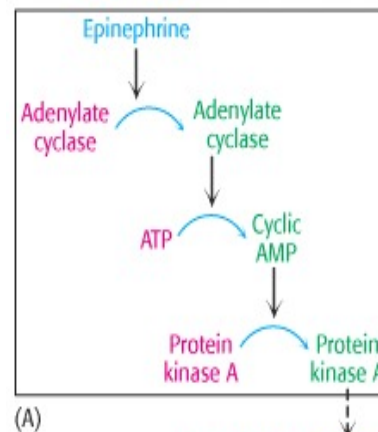 Epinephrine
Adenylate
cyclase
Adenylate
cyclase
ATP
Cyclic
AMP
Protein
kinase A
Protein
kinase A
(A)